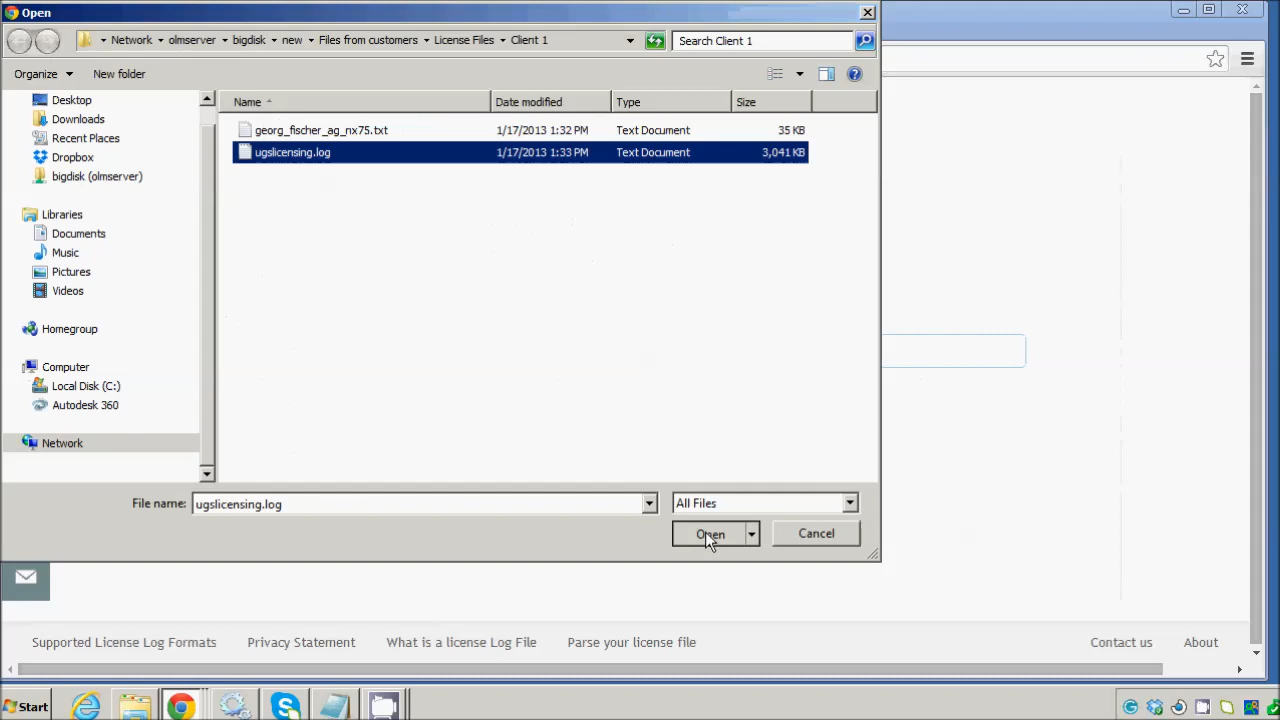 Open
Network olmserver bigdisk new Files from customers License Files Client 1
Search Client 1
Organize New folder
Desktop
Downloads
Recent Places
Dropbox
bigdisk (olmserver)
Libraries
Documents
Music
Pictures
Videos
Homegroup
Computer
Local Disk (C:)
Autodesk 360
Network
Name Date modified Type Size
georg_fischer_ag_nx75.txt 1/17/2013 1:32 PM Text Document 35 KB
ugslicensing.log 1/17/2013 1:33 PM Text Document 3,041 KB
File name: ugslicensing.log All Files
Open Cancel
Supported License Log Formats Privacy Statement What is a license Log File Parse your license file Contact us About
Start